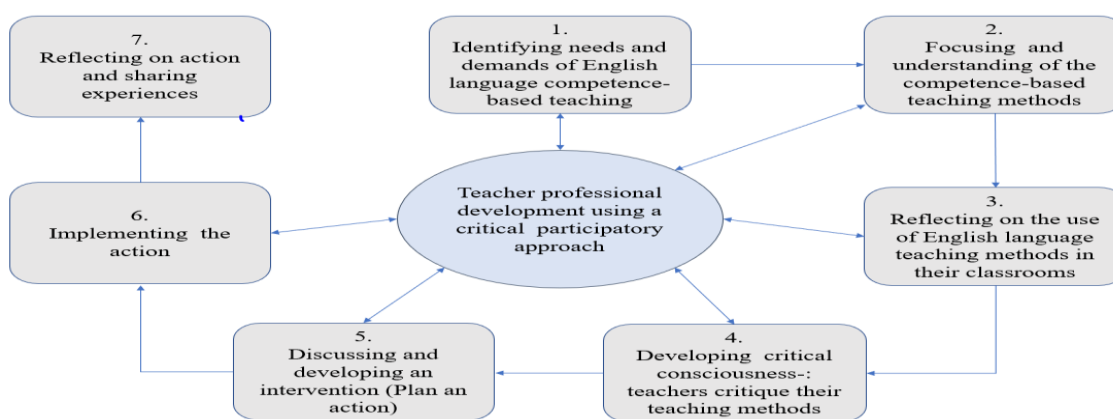 1.
Identifying needs and
demands of English
language competence-
based teaching
2.
Focusing and
understanding of the
competence-based
teaching methods
3.
Reflecting on the use
of English language
teaching methods in
their classrooms
4.
Developing critical
consciousness-:
teachers critique their
teaching methods
5.
Discussing and
developing an
intervention (Plan an
action)
6.
Implementing the
action
7.
Reflecting on action
and sharing
experiences
Teacher professional
development using a
critical participatory
approach